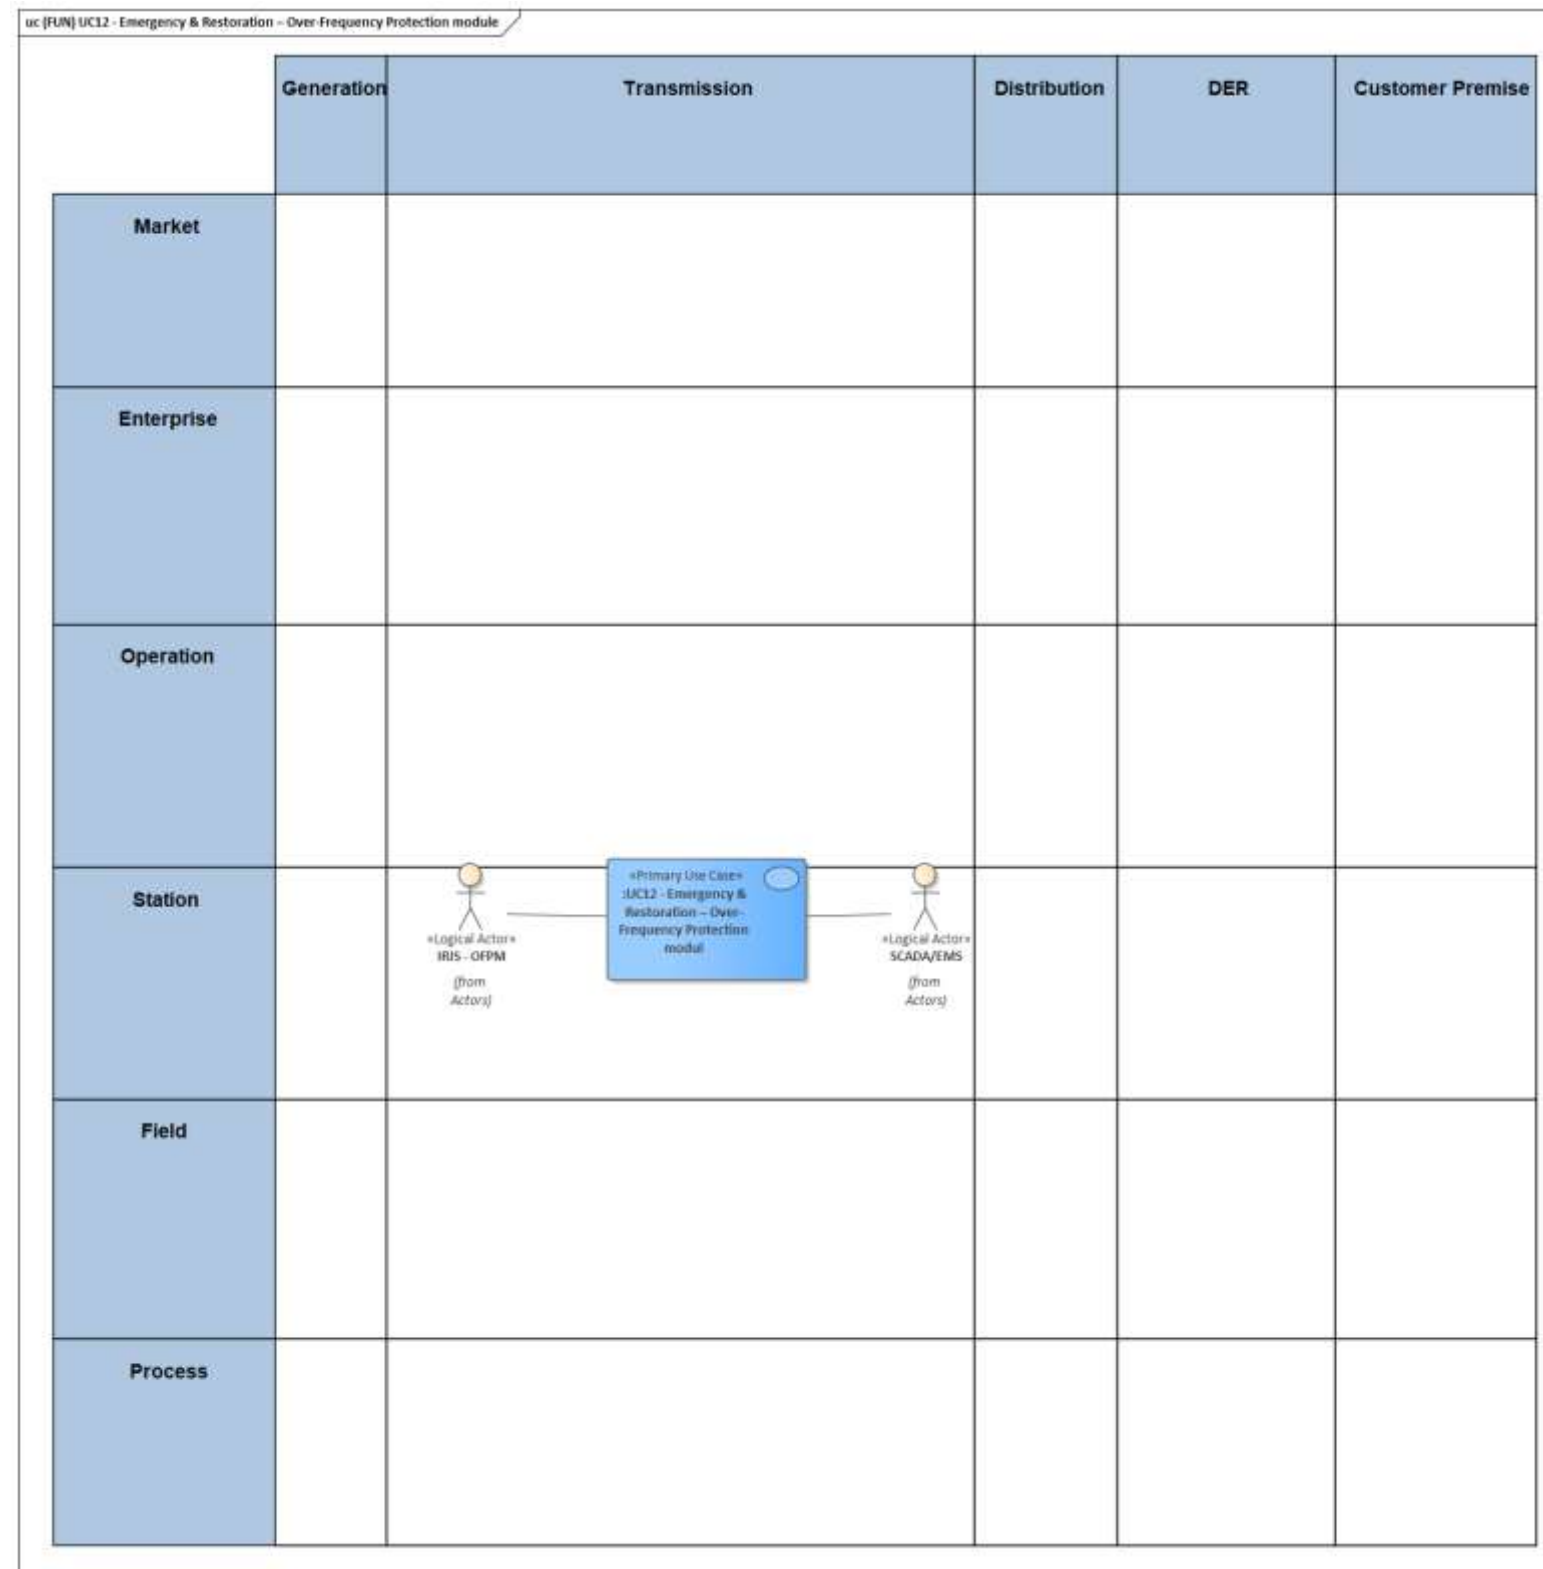 uc (FUN) UC12 - Emergency & Restoration – Over-Frequency Protection module
Generation Transmission Distribution DER Customer Premise
Market
Enterprise
Operation
Station
«Logical Actor»
IRIS - OFPM
(from
Actors)
«Primary Use Case»
:UC12 - Emergency &
Restoration – Over-
Frequency Protection
modul
«Logical Actor»
SCADA/EMS
(from
Actors)
Field
Process